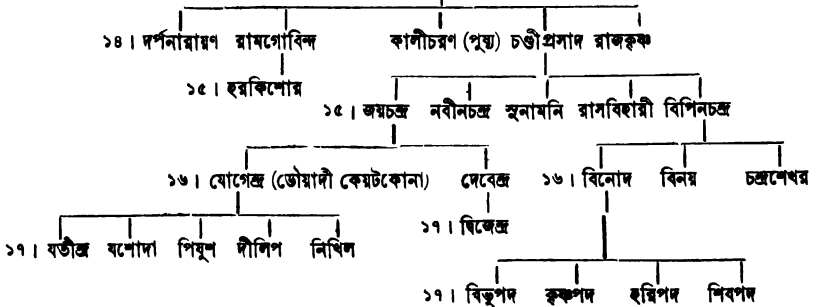 ১৪। দর্পনারায়ণ রামগোবিন্দ কালীচরণ (পূষ্য) চণ্ডীপ্রসাদ রাজকৃষ্ণ
১৫। হরকিশোর
১৫। জয়চন্দ্র নবীনচন্দ্র সুনামনি রাসবিহারী বিপিনচন্দ্র
১৬। যোগেন্দ্র (ভোয়াদী কেয়টকোনা) দেবেন্দ্র ১৬। বিনোদ বিনয় চন্দ্রশেখর
১৭। যতীন্দ্র যশোদা পিযূশ দীলিপ নিখিল ১৭। দ্বিজেন্দ্র
১৭। বিভূপদ কৃষ্ণপদ হরিপদ শিবপদ